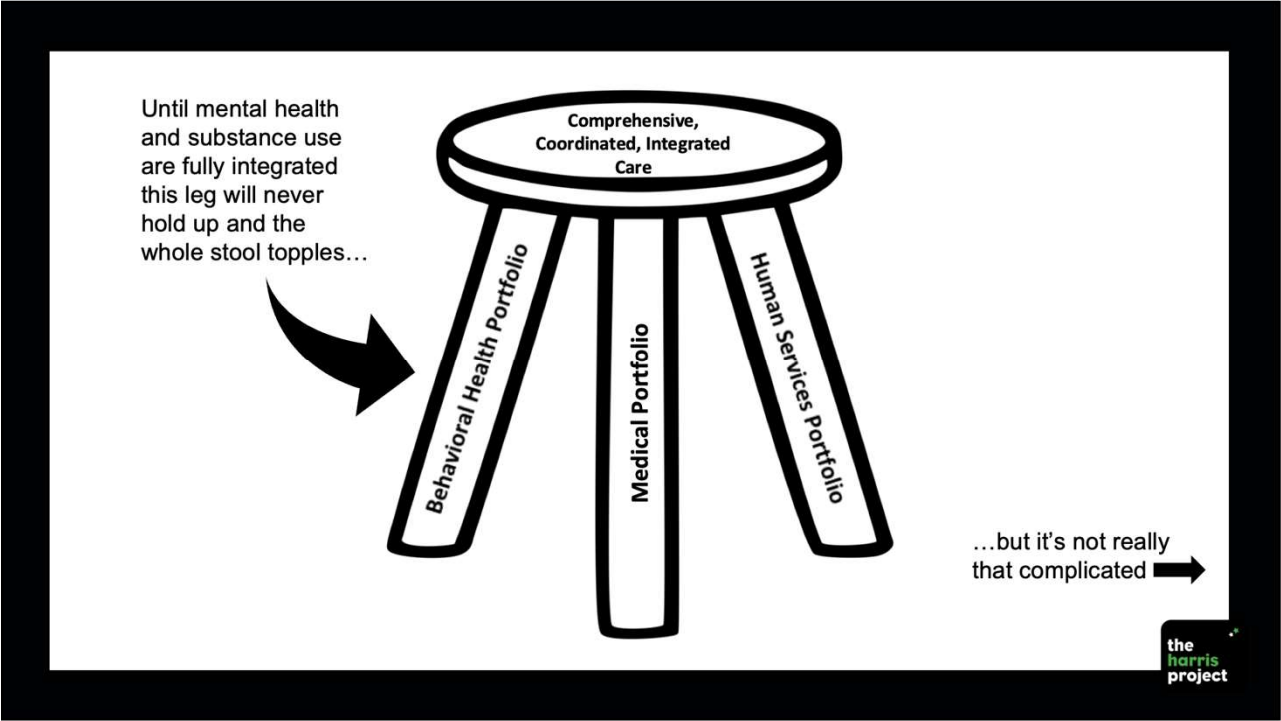 Until mental health
and substance use
are fully integrated
this leg will never
hold up and the
whole stool topples…
Comprehensive,
Coordinated, Integrated
Care
Behavioral Health Portfolio
Medical Portfolio
Human Services Portfolio
…but it’s not really
that complicated
the
harris
project